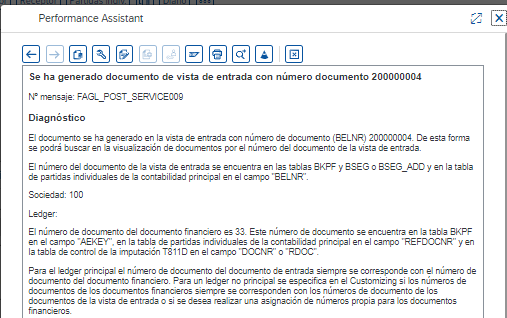 Receptor Partidas indiv. Diario
Performance Assistant
Se ha generado documento de vista de entrada con número documento 200000004
Nº mensaje: FAGL_POST_SERVICE009
Diagnóstico
El documento se ha generado en la vista de entrada con número de documento (BELNR) 200000004. De esta forma
se podrá buscar en la visualización de documentos por el número del documento de la vista de entrada.
El número del documento de la vista de entrada se encuentra en las tablas BKPF y BSEG o BSEG_ADD y en la tabla
de partidas individuales de la contabilidad principal en el campo "BELNR".
Sociedad: 100
Ledger:
El número de documento del documento financiero es 33. Este número de documento se encuentra en la tabla BKPF
en el campo "AEKEY", en la tabla de partidas individuales de la contabilidad principal en el campo "REFDOCNR" y en
la tabla de control de la imputación T811D en el campo "DOCNR" o "RDOC".
Para el ledger principal el número de documento del documento de entrada siempre se corresponde con el número de
documento del documento financiero. Para un ledger no principal se especifica en el Customizing si los números de
documentos de los documentos financieros siempre se corresponden con los números de documento de los
documentos de la vista de entrada o si se desea realizar una asignación de números propia para los documentos
financieros.